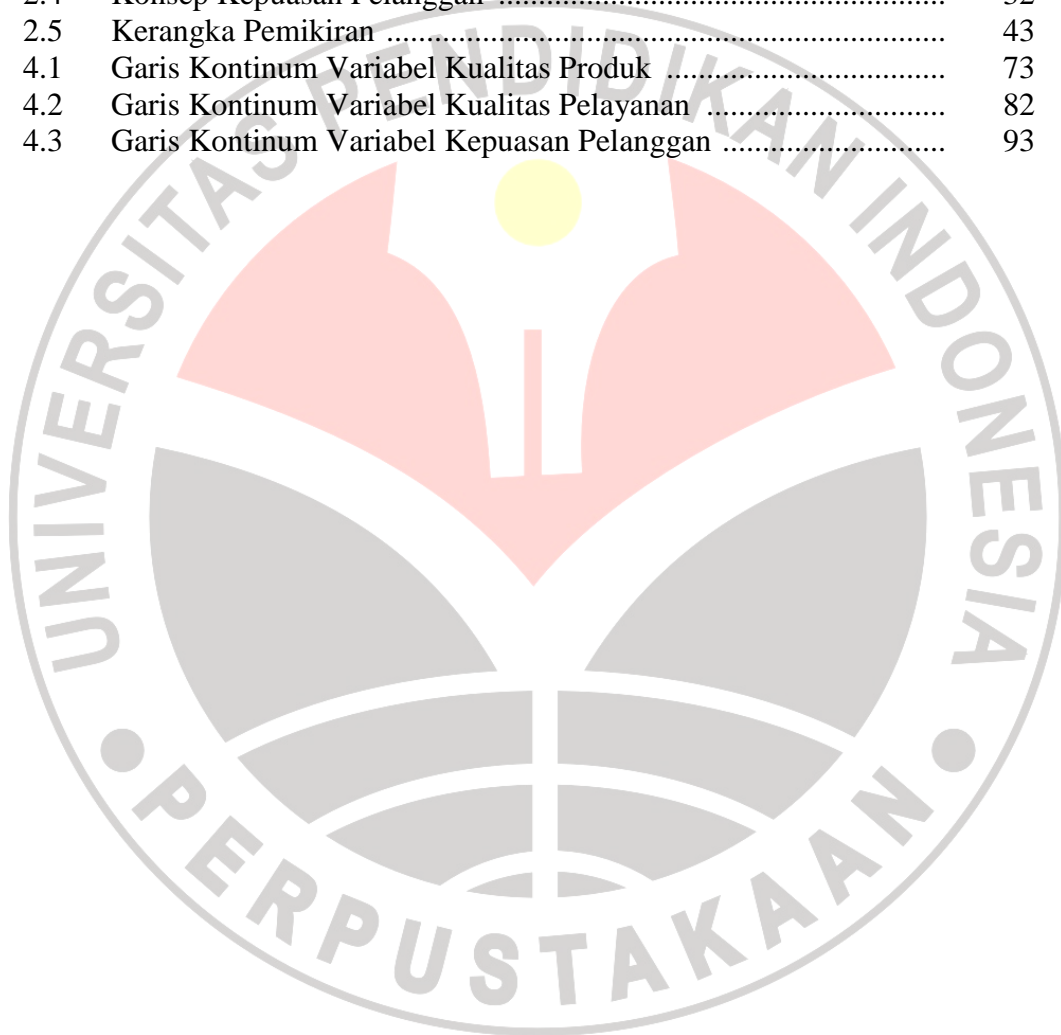 2.4 Konsep Kepuasan Pelanggan ................................................................
2.5 Kerangka Pemikiran ................................................................................ 43
4.1 Garis Kontinum Variabel Kualitas Produk ........................................ 73
4.2 Garis Kontinum Variabel Kualitas Pelayanan .................................. 82
4.3 Garis Kontinum Variabel Kepuasan Pelanggan ................................ 93
UNIVERSITAS PENDIDIKAN INDONESIA
PERPUSTAKAAN